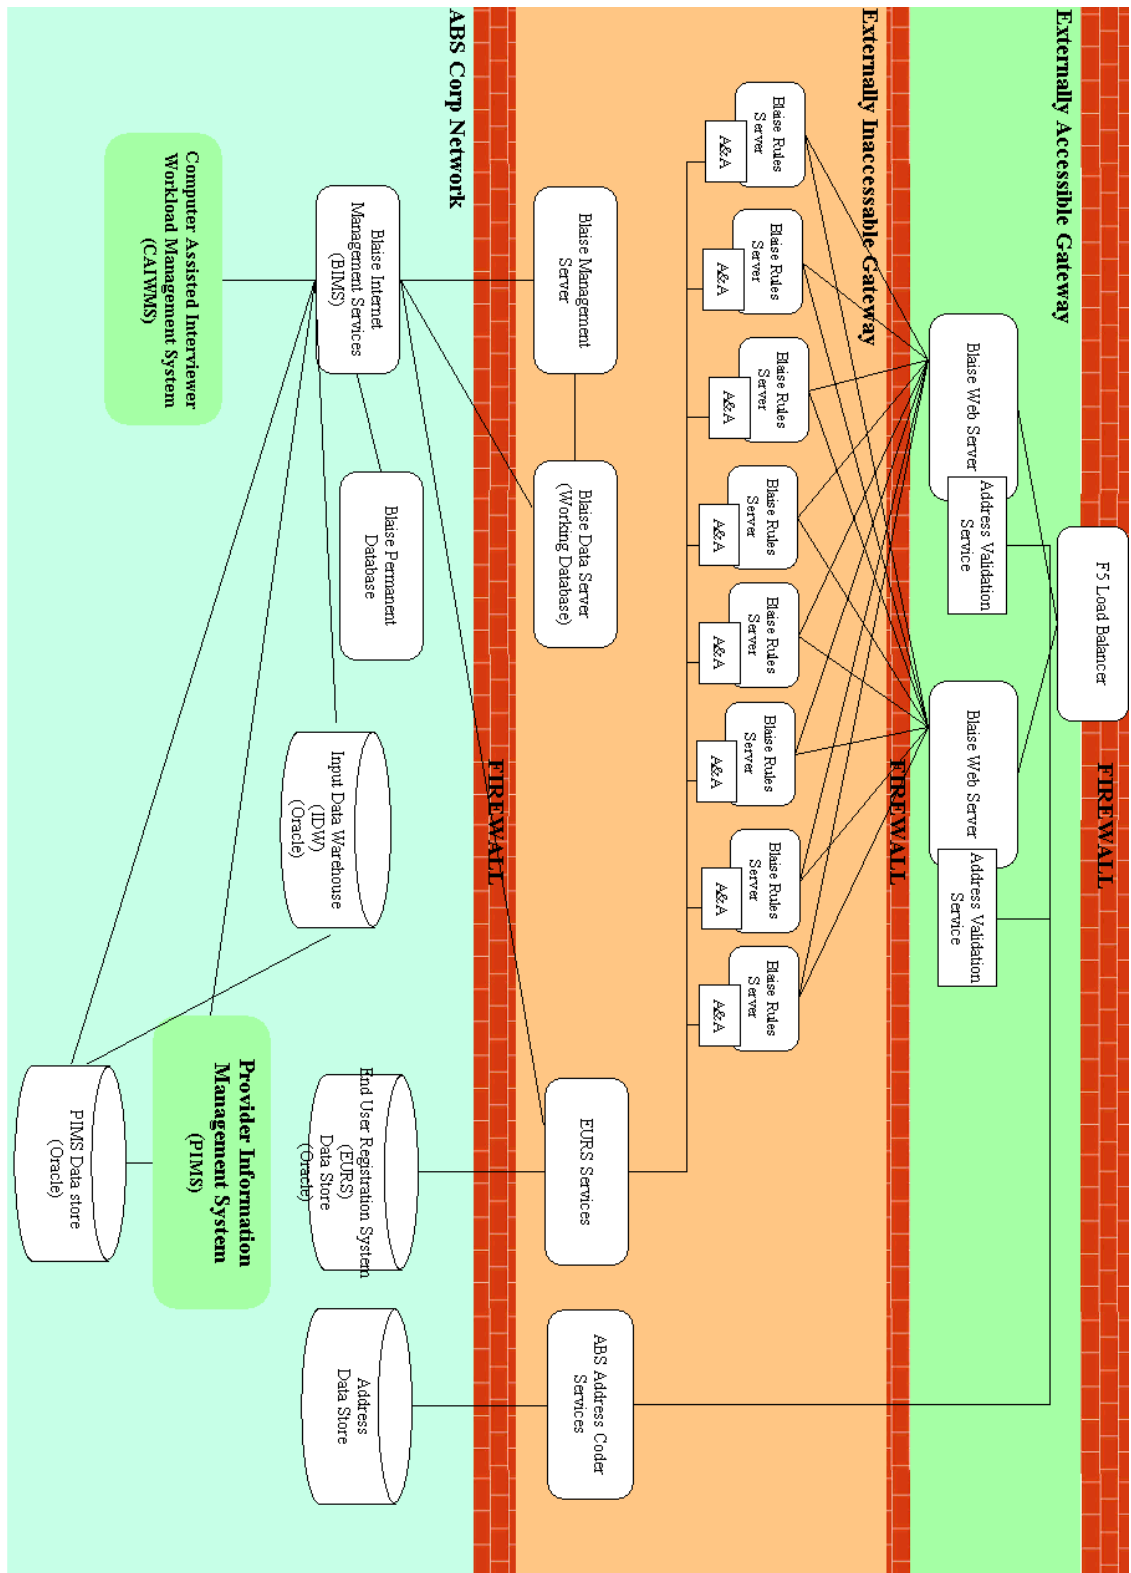 FIREWALL
Externally Accessible Gateway
F5 Load Balancer
Blaise Web Server
Address Validation
Service
Blaise Web Server
Address Validation
Service
FIREWALL
Externally Inaccessable Gateway
Blaise Rules
Server
A&A
Blaise Rules
Server
A&A
Blaise Rules
Server
A&A
Blaise Rules
Server
A&A
Blaise Rules
Server
A&A
Blaise Rules
Server
A&A
Blaise Rules
Server
A&A
Blaise Rules
Server
A&A
Blaise Management
Server
Blaise Data Server
(Working Database)
EURS Services
ABS Address Coder
Services
FIREWALL
ABS Corp Network
Blaise Internet
Management Services
(BIMS)
Blaise Permanent
Database
Input Data Warehouse
(IDW)
(Oracle)
End User Registration System
(EURS)
Data Store
(Oracle)
Address
Data Store
Computer Assisted Interviewer
Workload Management System
(CAIWMS)
Provider Information
Management System
(PIMS)
PIMS Data store
(Oracle)